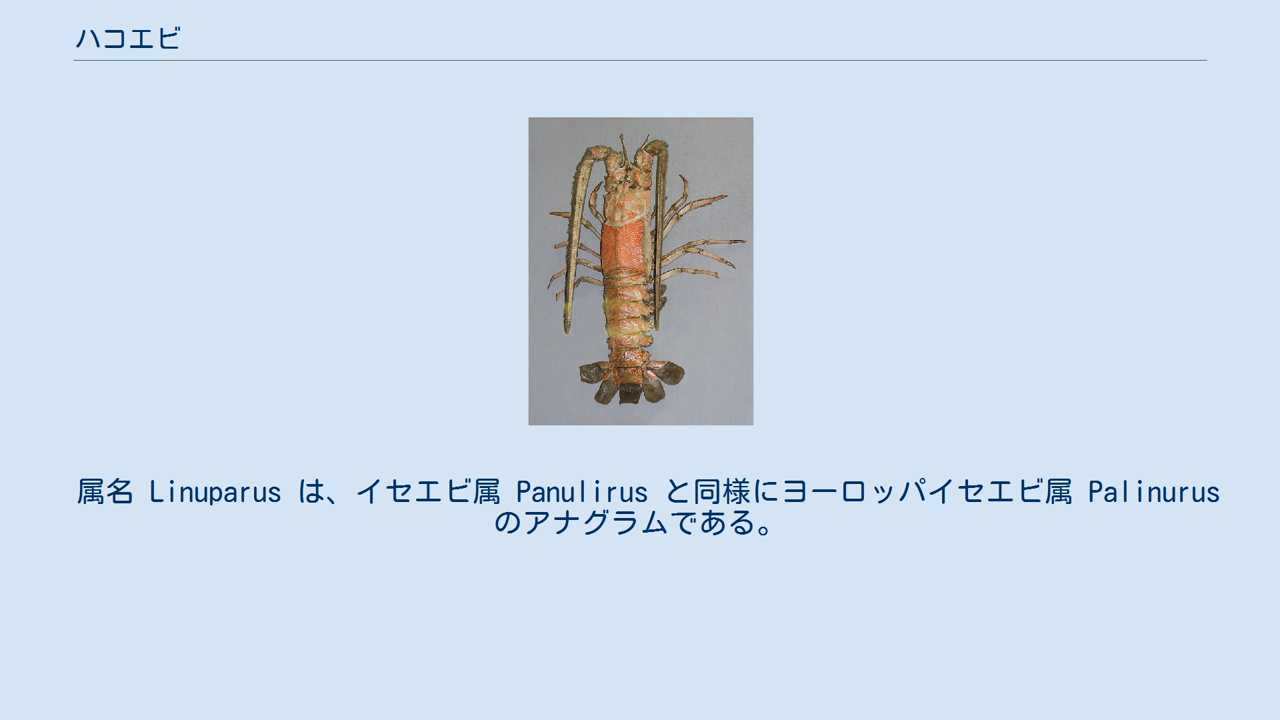 ハコエビ
属名 Linuparus は、イセエビ属 Panulirus と同様にヨーロッパイセエビ属 Palinurus
のアナグラムである。